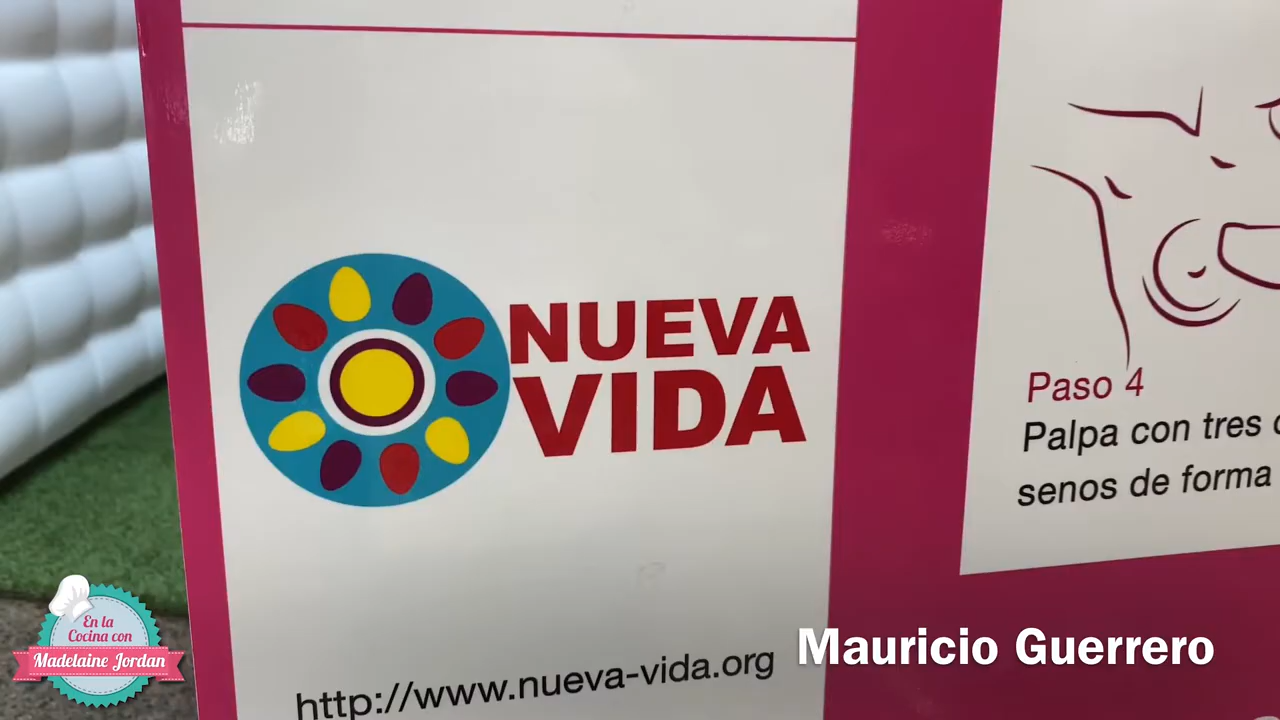 NUEVA
VIDA
http://www.nueva-vida.org
Paso 4
Palpa con tres
senos de forma
Mauricio Guerrero
En la
Cocina con
Madelaine Jordan